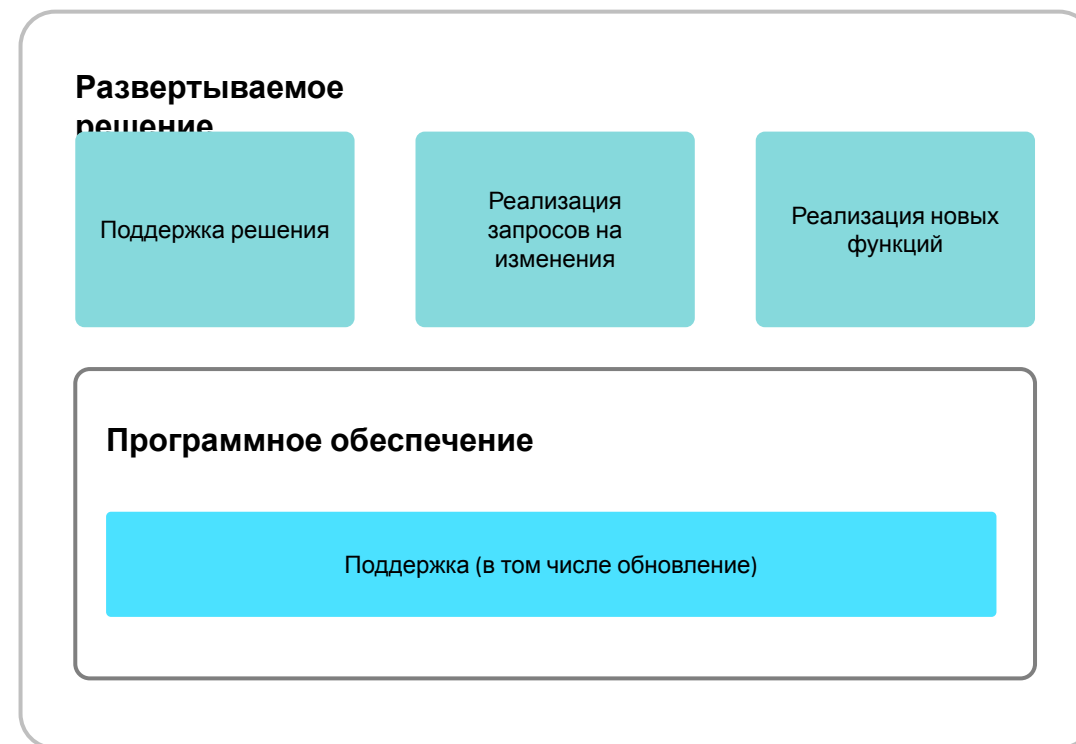 Развертываемое
решение
Поддержка решения
Реализация
запросов на
изменения
Реализация новых
функций
Программное обеспечение
Поддержка (в том числе обновление)